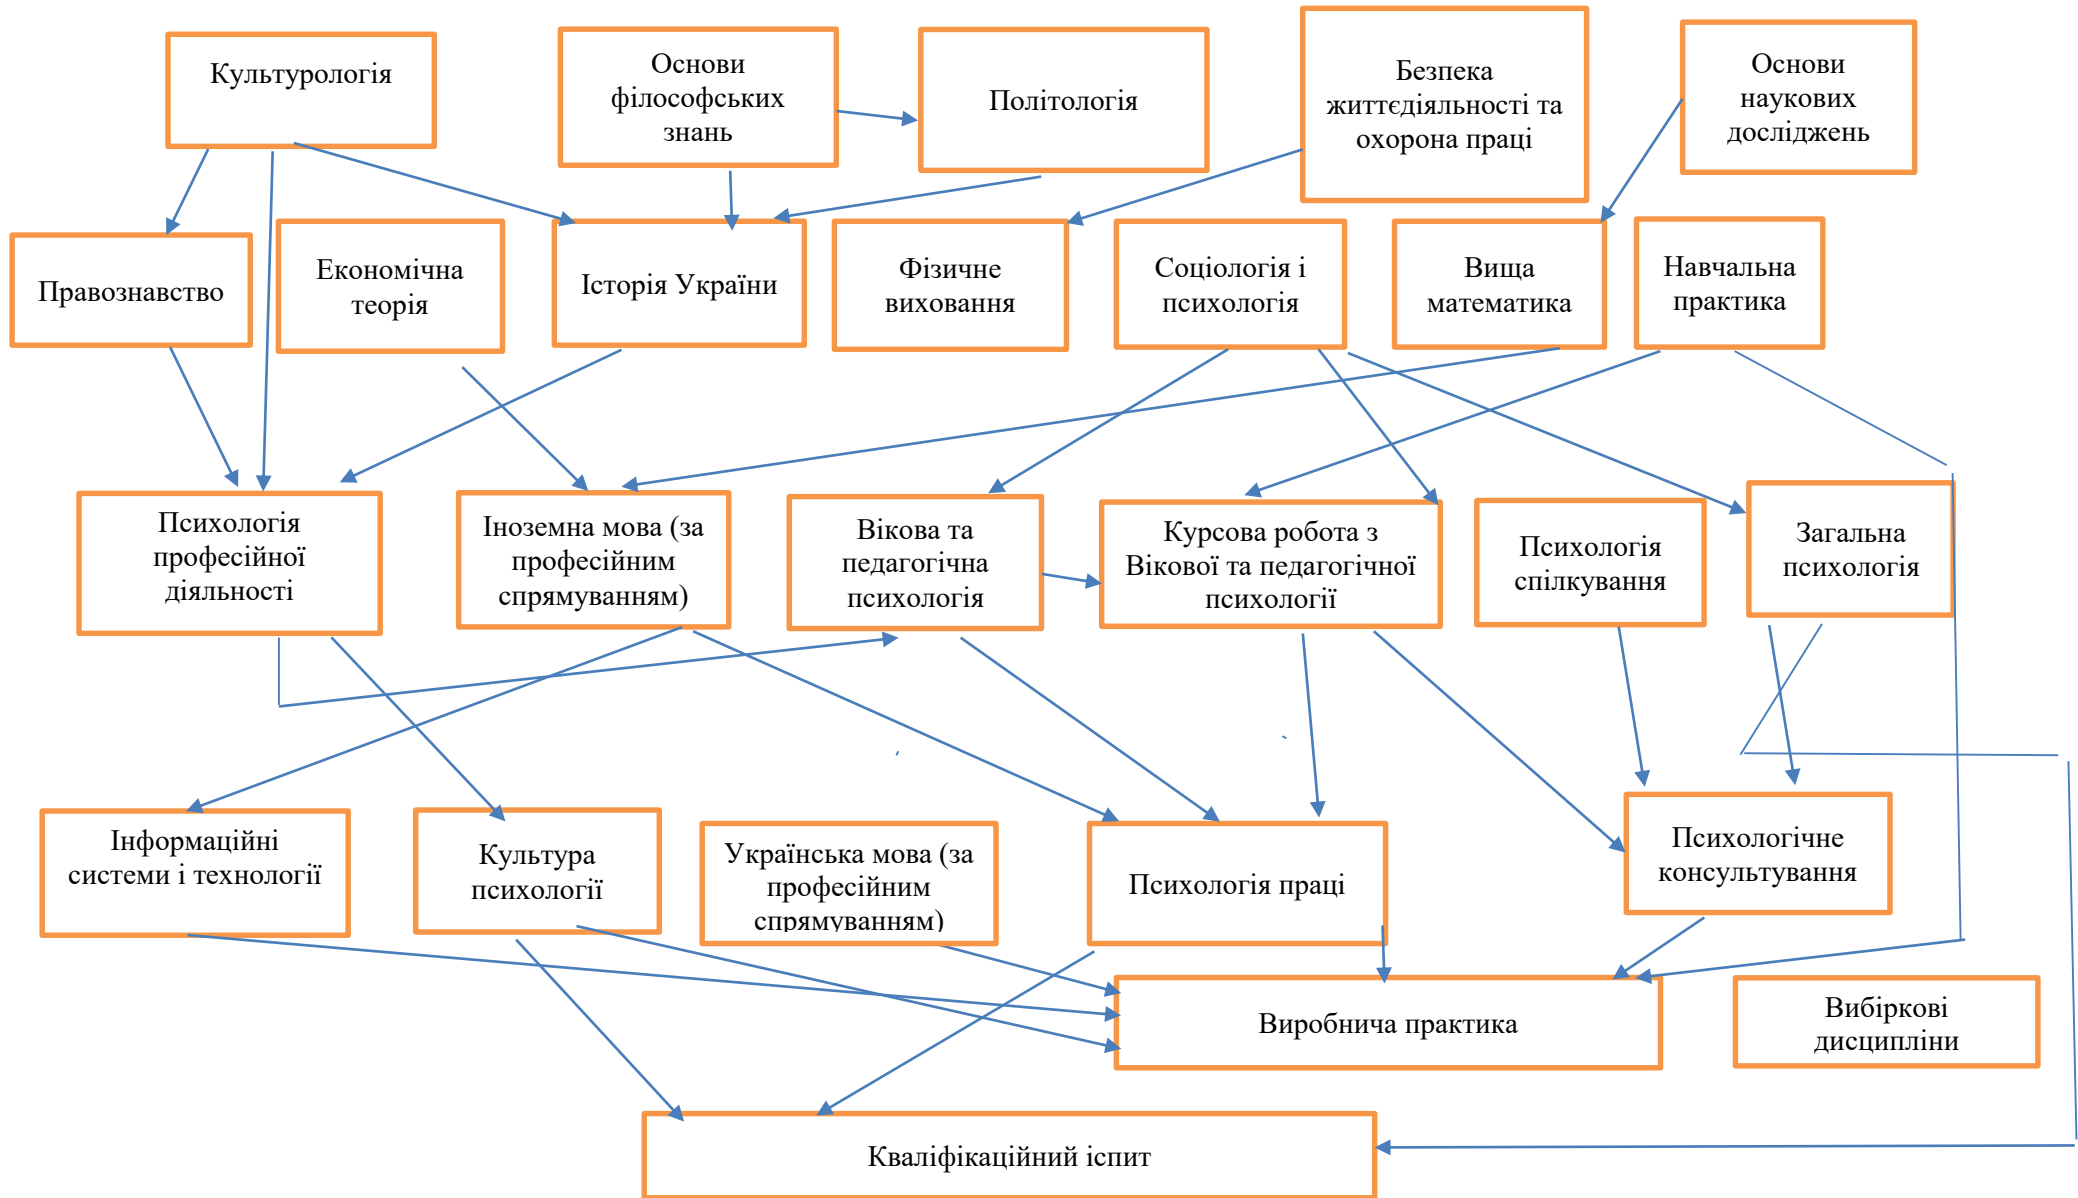 Культурологія
Основи
філософських
знань
Політологія
Безпека
життєдіяльності та
охорона праці
Основи
наукових
досліджень
Правознавство
Економічна
теорія
Історія України
Фізичне
виховання
Соціологія і
психологія
Вища
математика
Навчальна
практика
Психологія
професійної
діяльності
Іноземна мова (за
професійним
спрямуванням)
Вікова та
педагогічна
психологія
Курсова робота з
Вікової та педагогічної
психології
Психологія
спілкування
Загальна
психологія
Інформаційні
системи і технології
Культура
психології
Українська мова (за
професійним
спрямуванням)
Психологія праці
Психологічне
консультування
Виробнича практика
Вибіркові
дисципліни
Кваліфікаційний іспит